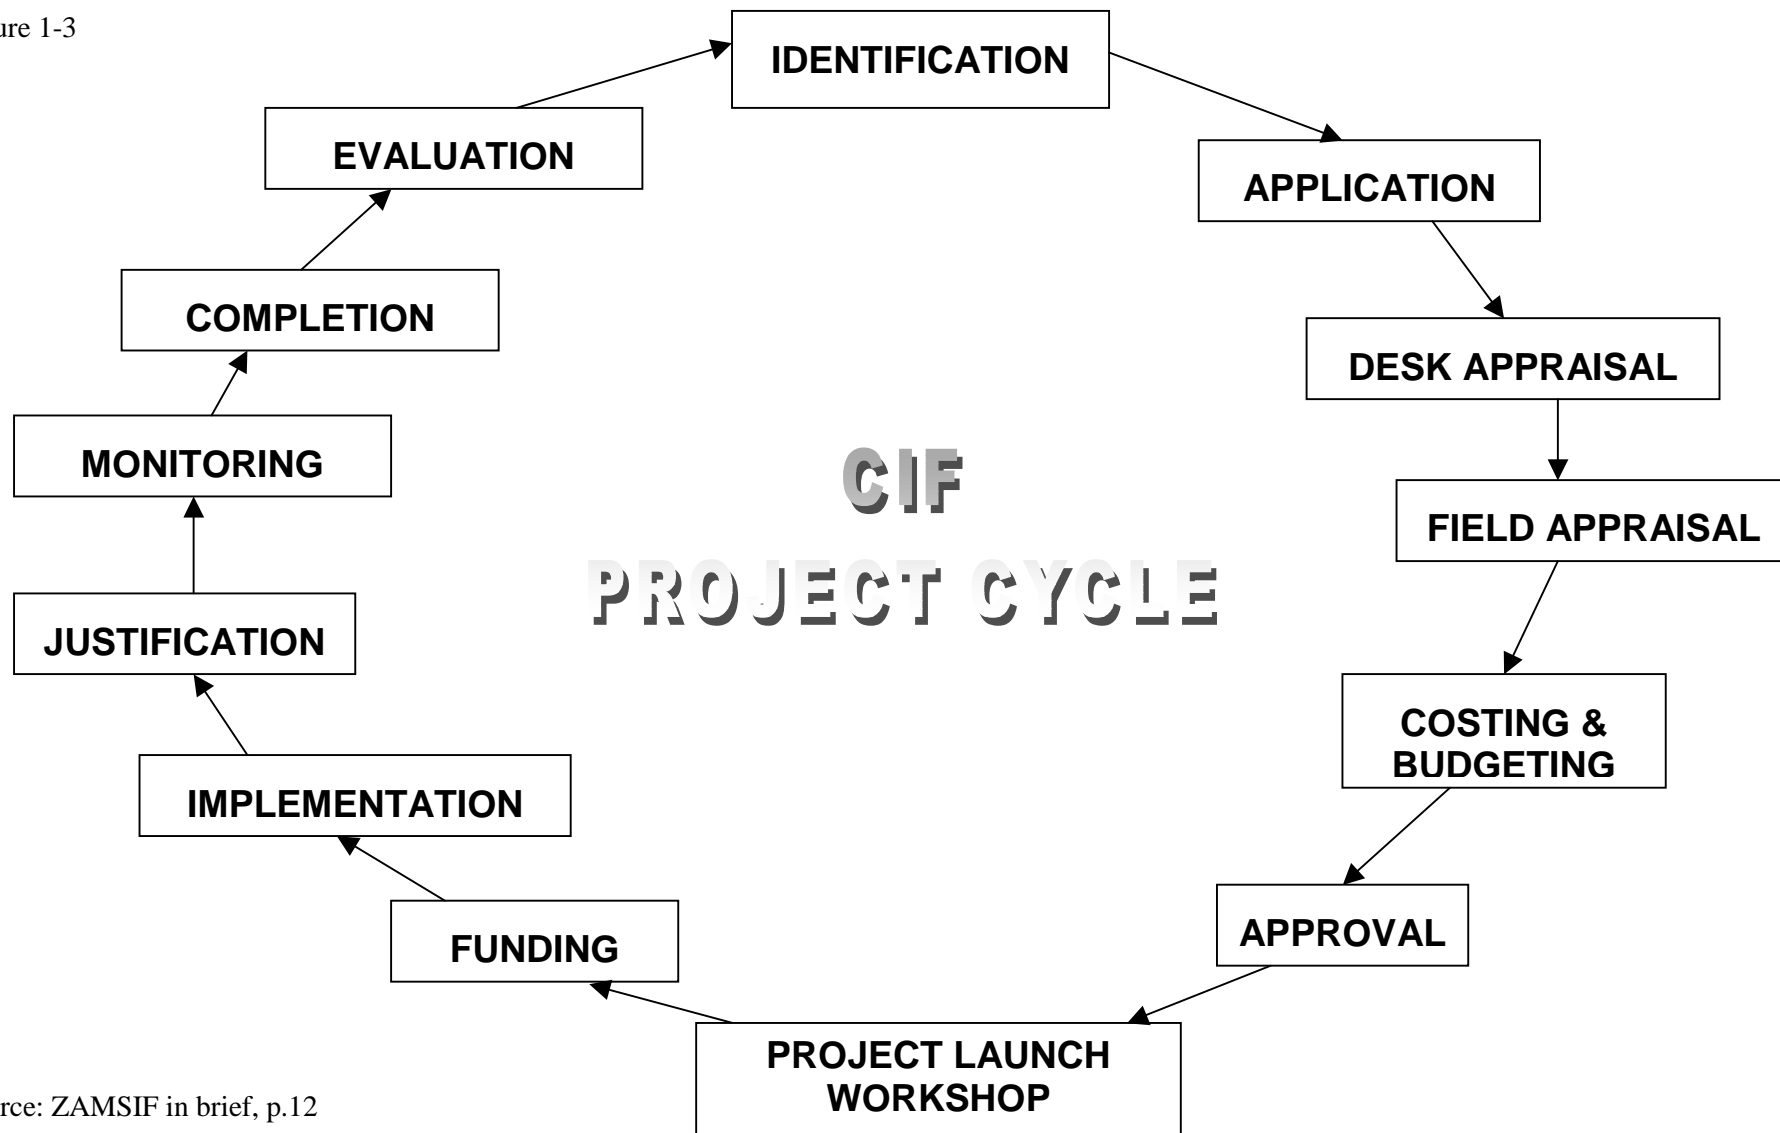 ure 1-3
IDENTIFICATION
EVALUATION
APPLICATION
COMPLETION
DESK APPRAISAL
MONITORING
CIF
FIELD APPRAISAL
PROJECT CYCLE
JUSTIFICATION
COSTING &
BUDGETING
IMPLEMENTATION
APPROVAL
FUNDING
PROJECT LAUNCH
WORKSHOP
rce: ZAMSIF in brief, p.12